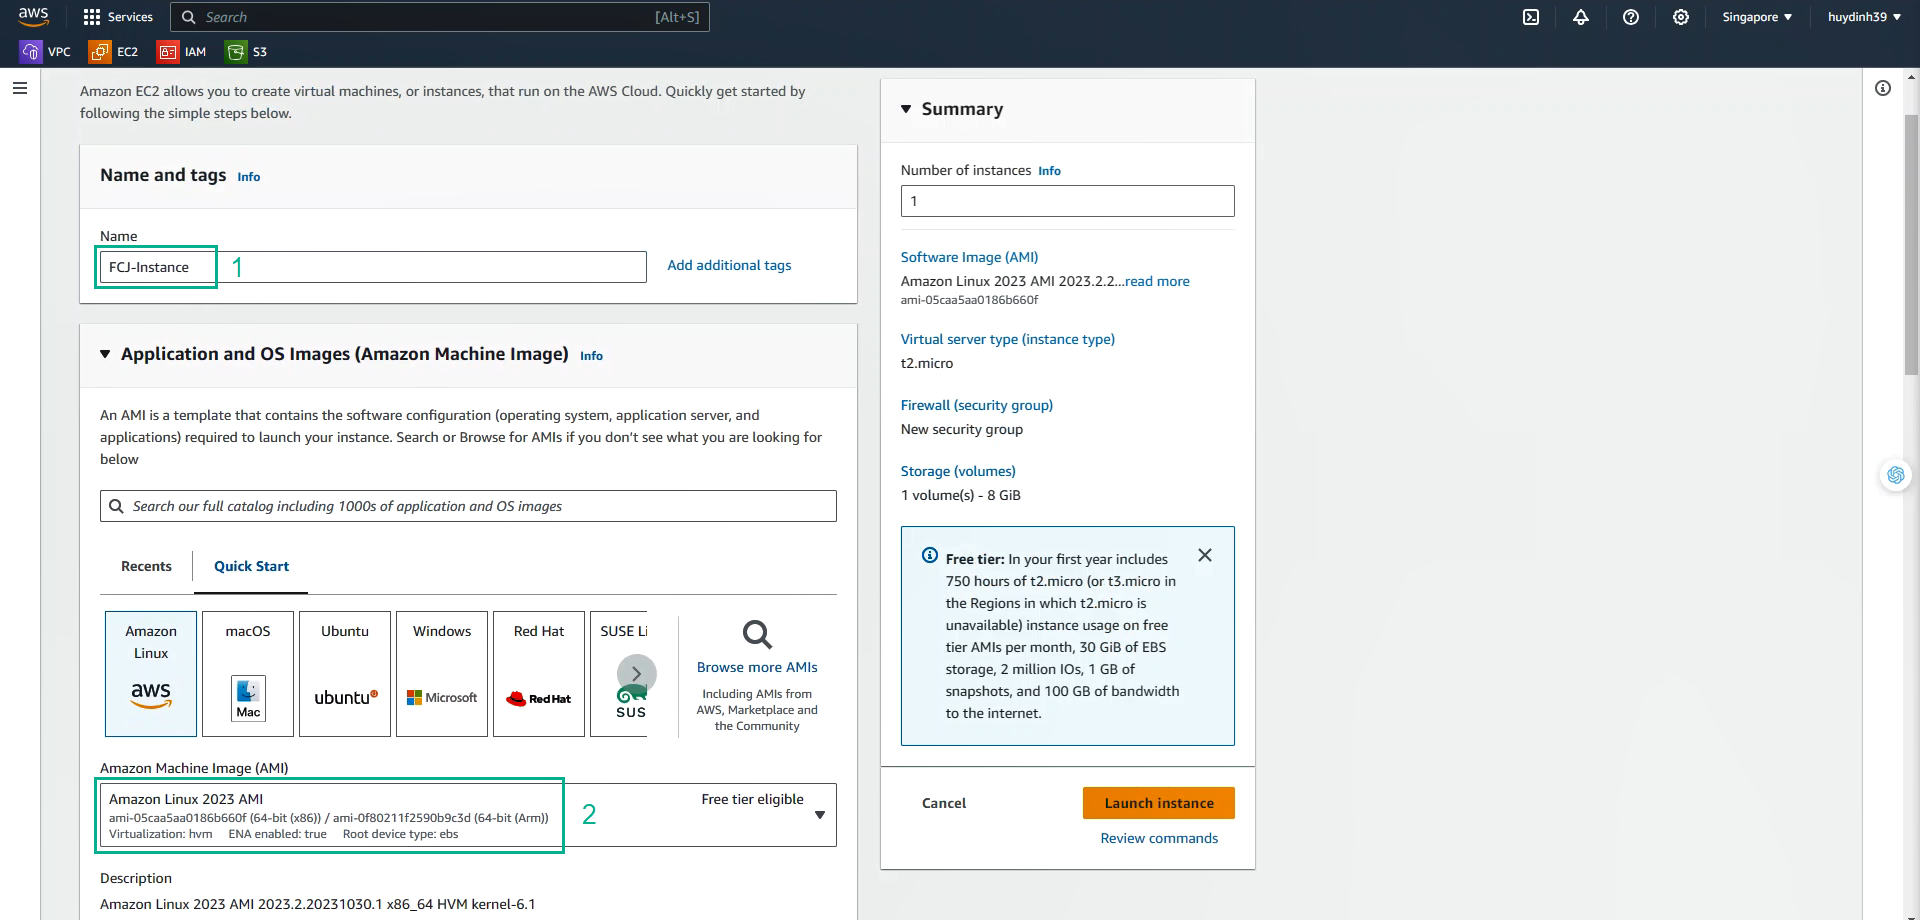 aws
Services
Search
[Alt+S]
Singapore
huydinh39
VPC
EC2
IAM
S3
Amazon EC2 allows you to create virtual machines, or instances, that run on the AWS Cloud. Quickly get started by
following the simple steps below.
Name and tags Info
Name
FCJ-Instance
1
Add additional tags
Application and OS Images (Amazon Machine Image) Info
An AMI is a template that contains the software configuration (operating system, application server, and
applications) required to launch your instance. Search or Browse for AMIs if you don’t see what you are looking for
below
Search our full catalog including 1000s of application and OS images
Recents
Quick Start
Amazon
Linux
aws
macOS
Mac
Ubuntu
ubuntu
Windows
Microsoft
Red Hat
Red Hat
SUSE Li
SUS
Browse more AMIs
Including AMIs from
AWS, Marketplace and
the Community
Amazon Machine Image (AMI)
Amazon Linux 2023 AMI
Free tier eligible
ami-05caa5aa0186b660f (64-bit (x86)) / ami-0f80211f2590b9c3d (64-bit (Arm))
Virtualization: hvm ENA enabled: true Root device type: ebs
2
Description
Amazon Linux 2023 AMI 2023.2.20231030.1 x86_64 HVM kernel-6.1
Summary
Number of instances Info
1
Software Image (AMI)
Amazon Linux 2023 AMI 2023.2.2...read more
ami-05caa5aa0186b660f
Virtual server type (instance type)
t2.micro
Firewall (security group)
New security group
Storage (volumes)
1 volume(s) - 8 GiB
Free tier: In your first year includes
750 hours of t2.micro (or t3.micro in
the Regions in which t2.micro is
unavailable) instance usage on free
tier AMIs per month, 30 GiB of EBS
storage, 2 million IOs, 1 GB of
snapshots, and 100 GB of bandwidth
to the internet.
Cancel
Launch instance
Review commands